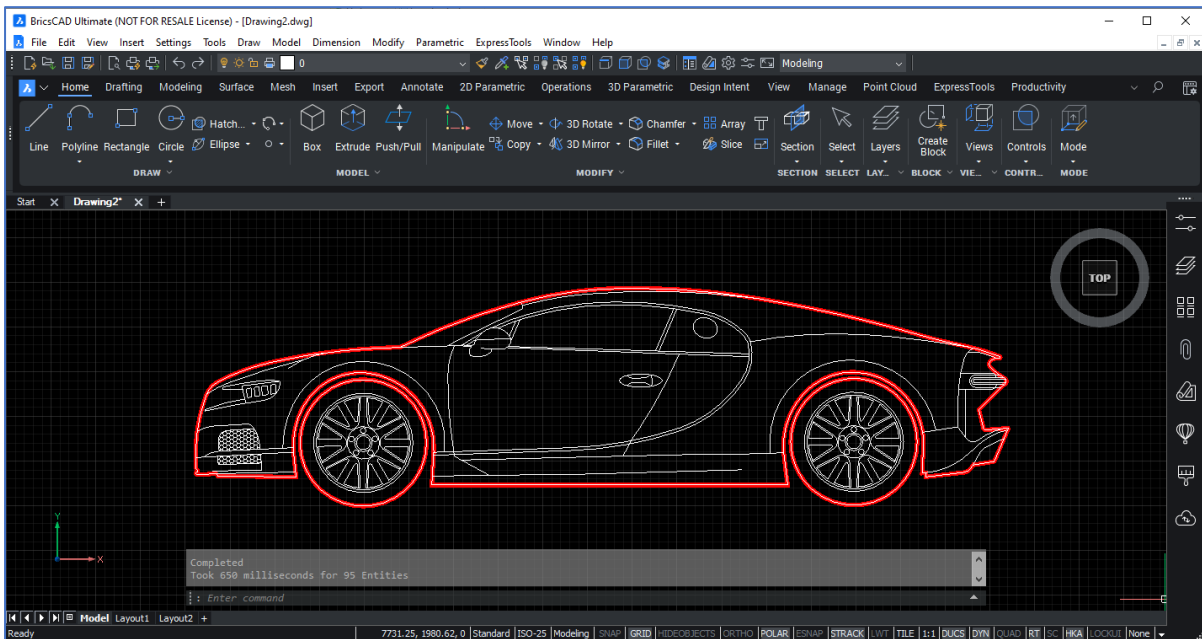 BricsCAD Ultimate (NOT FOR RESALE License) - [Drawing2.dwg]
File Edit View Insert Settings Tools Draw Model Dimension Modify Parametric ExpressTools Window Help
0 Modeling
Home Drafting Modeling Surface Mesh Insert Export Annotate 2D Parametric Operations 3D Parametric Design Intent View Manage Point Cloud ExpressTools Productivity
Hatch... Move 3D Rotate Chamfer Array
Line Polyline Rectangle Circle Ellipse Box Extrude Push/Pull Manipulate Copy 3D Mirror Fillet Slice Section Select Layers Create Block Views Controls Mode
DRAW MODEL MODIFY SECTION SELECT LAY... BLOCK VIE... CONTR... MODE
Start Drawing2* +
TOP
Y
X
Completed
Took 650 milliseconds for 95 Entities
: Enter command
Model Layout1 Layout2 +
Ready 7731.25, 1980.62, 0 Standard ISO-25 Modeling SNAP GRID HIDEOBJECTS ORTHO POLAR ESNAP STRACK LWT TILE 1:1 DUCS DYN QUAD RT SC HKA LOCKUI None